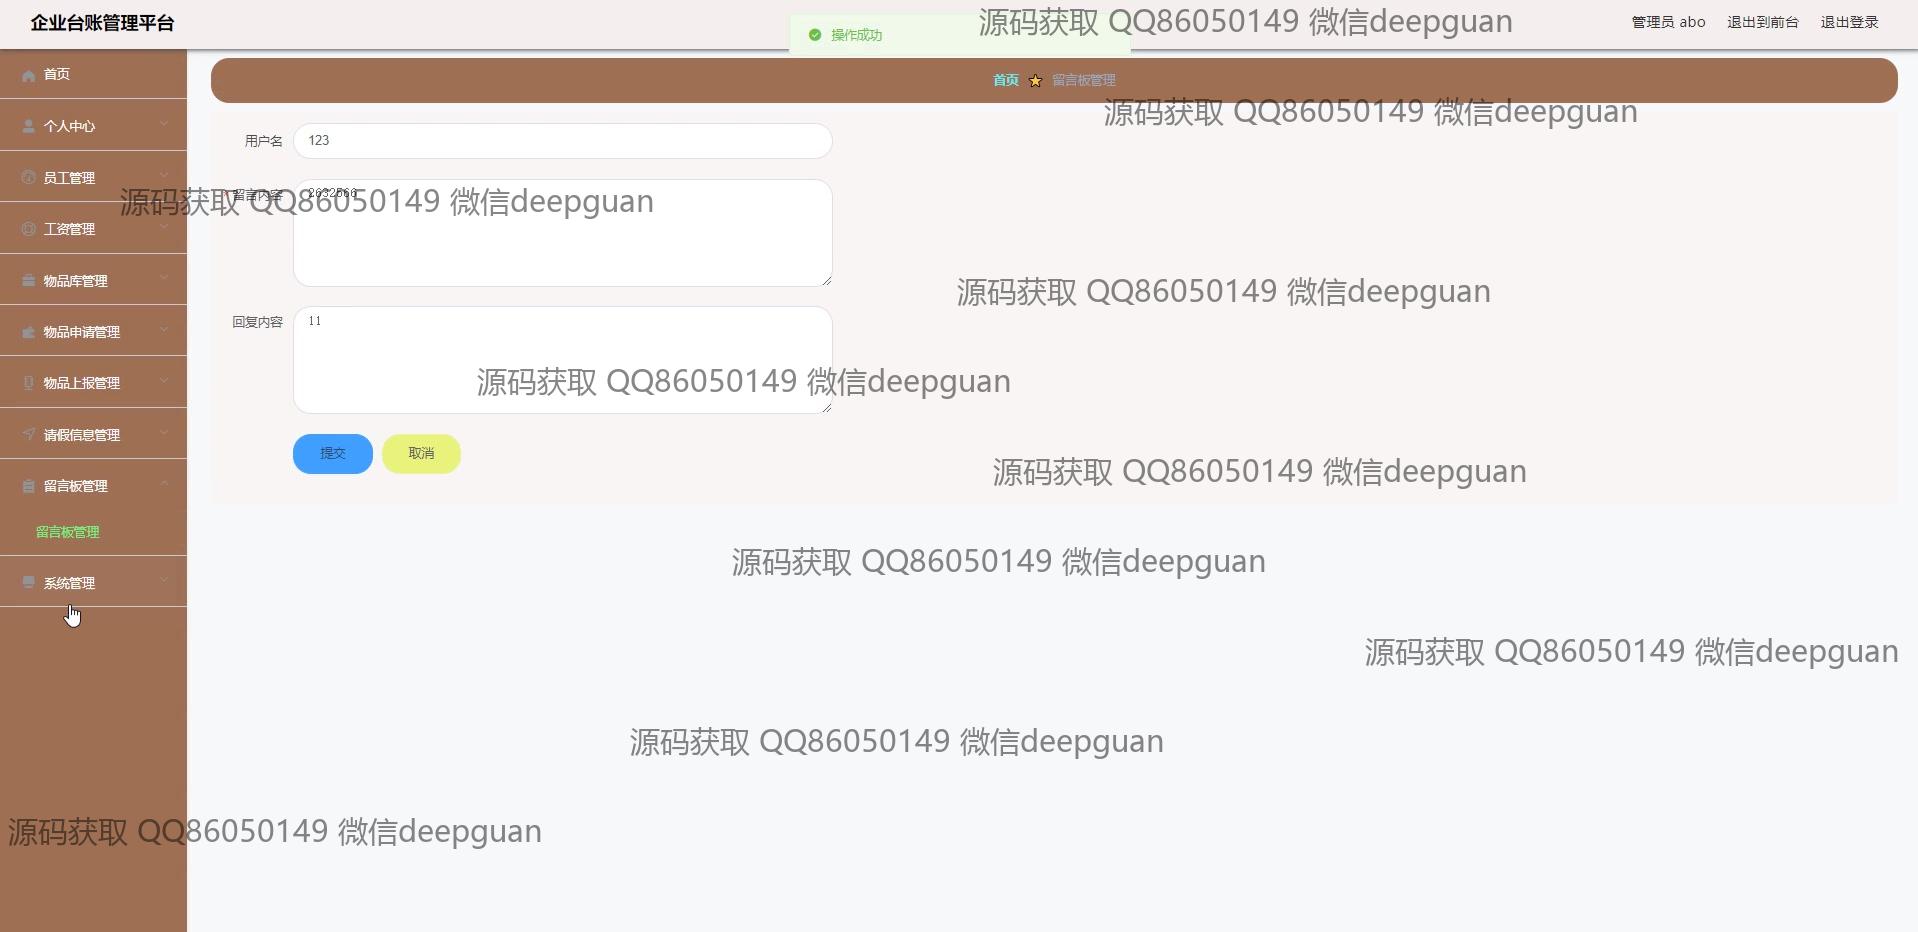 企业台账管理平台
操作成功
源码获取 QQ86050149 微信deepguan
管理员 abo
退出到前台
退出登录
首页
个人中心
员工管理
工资管理
物品库管理
物品申请管理
物品上报管理
请假信息管理
留言板管理
留言板管理
系统管理
首页 留言板管理
源码获取 QQ86050149 微信deepguan
用户名 123
* 留言内容 2632566
源码获取 QQ86050149 微信deepguan
源码获取 QQ86050149 微信deepguan
回复内容 11
源码获取 QQ86050149 微信deepguan
提交 取消
源码获取 QQ86050149 微信deepguan
源码获取 QQ86050149 微信deepguan
源码获取 QQ86050149 微信deepguan
源码获取 QQ86050149 微信deepguan
源码获取 QQ86050149 微信deepguan